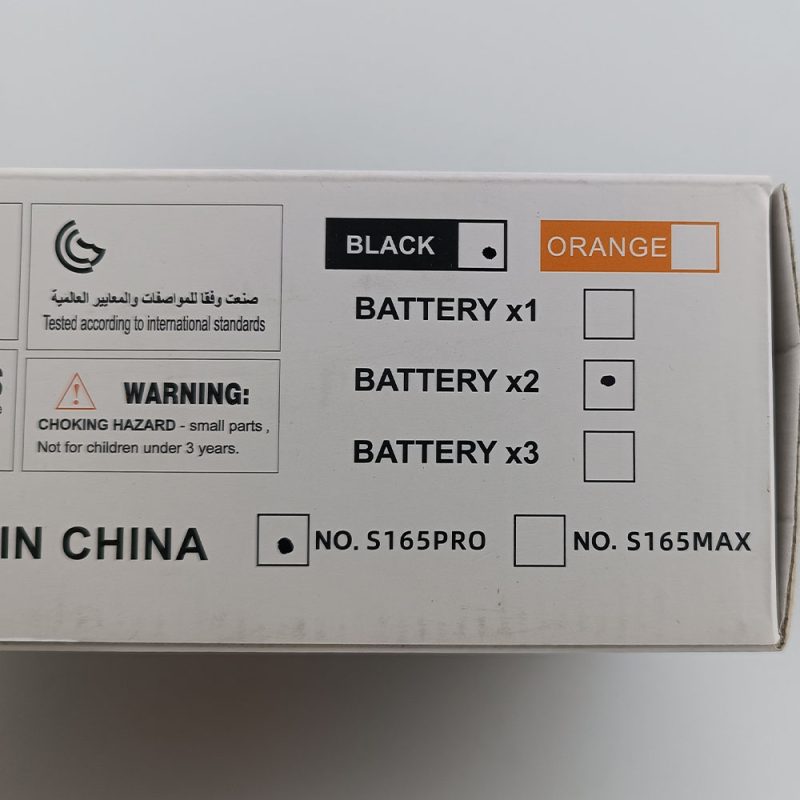 صنعت وفقا للمواصفات والمعايير العالمية
Tested according to international standards
WARNING:
CHOKING HAZARD - small parts,
Not for children under 3 years.
BLACK
ORANGE
BATTERY x1
BATTERY x2
BATTERY x3
IN CHINA
NO. S165PRO
NO. S165MAX